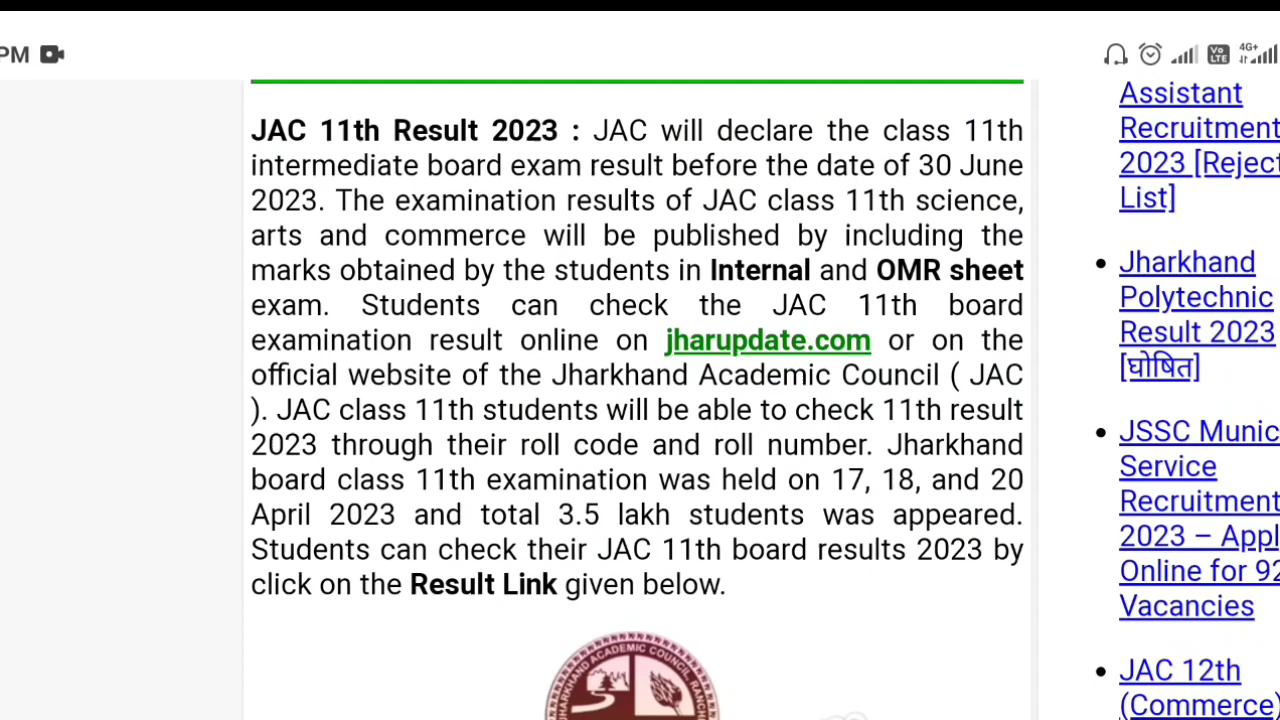 PM
4G+
Vo
LTE
JAC 11th Result 2023 : JAC will declare the class 11th
intermediate board exam result before the date of 30 June
2023. The examination results of JAC class 11th science,
arts and commerce will be published by including the
marks obtained by the students in Internal and OMR sheet
exam. Students can check the JAC 11th board
examination result online on jharupdate.com or on the
official website of the Jharkhand Academic Council ( JAC
). JAC class 11th students will be able to check 11th result
2023 through their roll code and roll number. Jharkhand
board class 11th examination was held on 17, 18, and 20
April 2023 and total 3.5 lakh students was appeared.
Students can check their JAC 11th board results 2023 by
click on the Result Link given below.
JHARKHAND ACADEMIC COUNCIL, RANCH
Assistant
Recruitment
2023 [Reject
List]
Jharkhand
Polytechnic
Result 2023
[घोषित]
JSSC Munic
Service
Recruitment
2023 – Appl
Online for 92
Vacancies
JAC 12th
(Commerce)